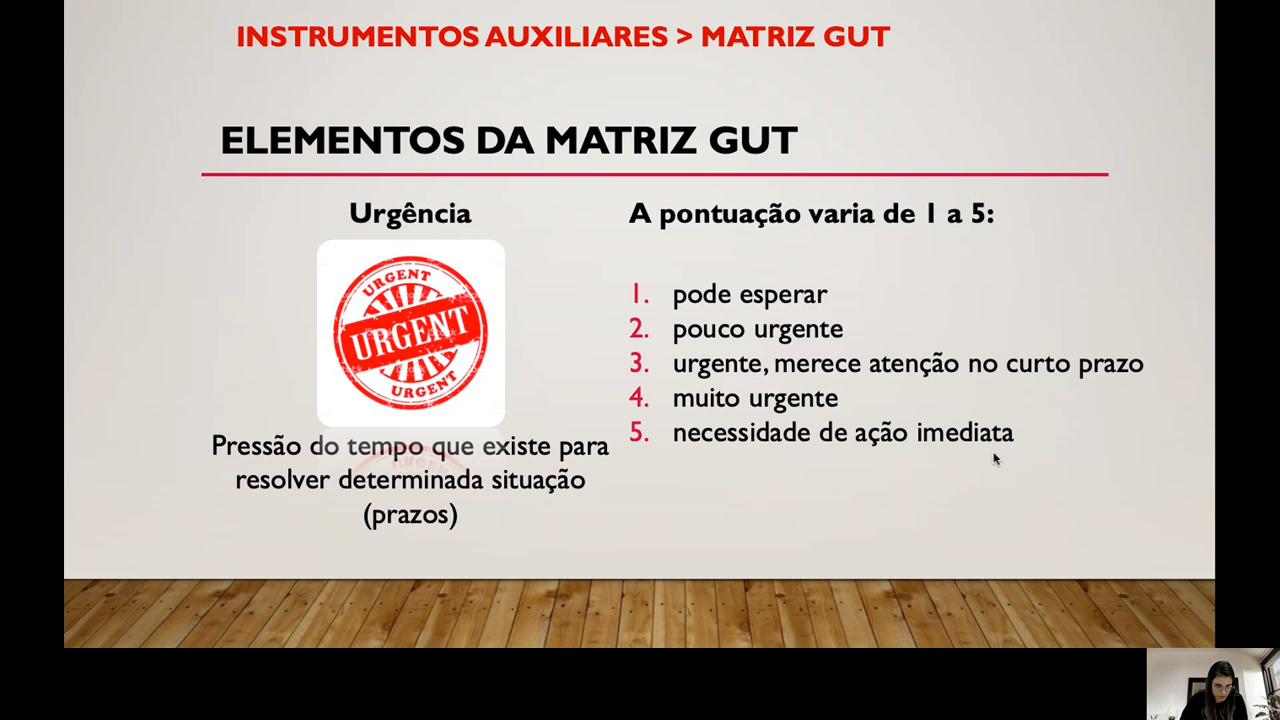 INSTRUMENTOS AUXILIARES > MATRIZ GUT
ELEMENTOS DA MATRIZ GUT
Urgência
URGENT
URGENT
URGENT
Pressão do tempo que existe para
resolver determinada situação
(prazos)
A pontuação varia de 1 a 5:
1. pode esperar
2. pouco urgente
3. urgente, merece atenção no curto prazo
4. muito urgente
5. necessidade de ação imediata